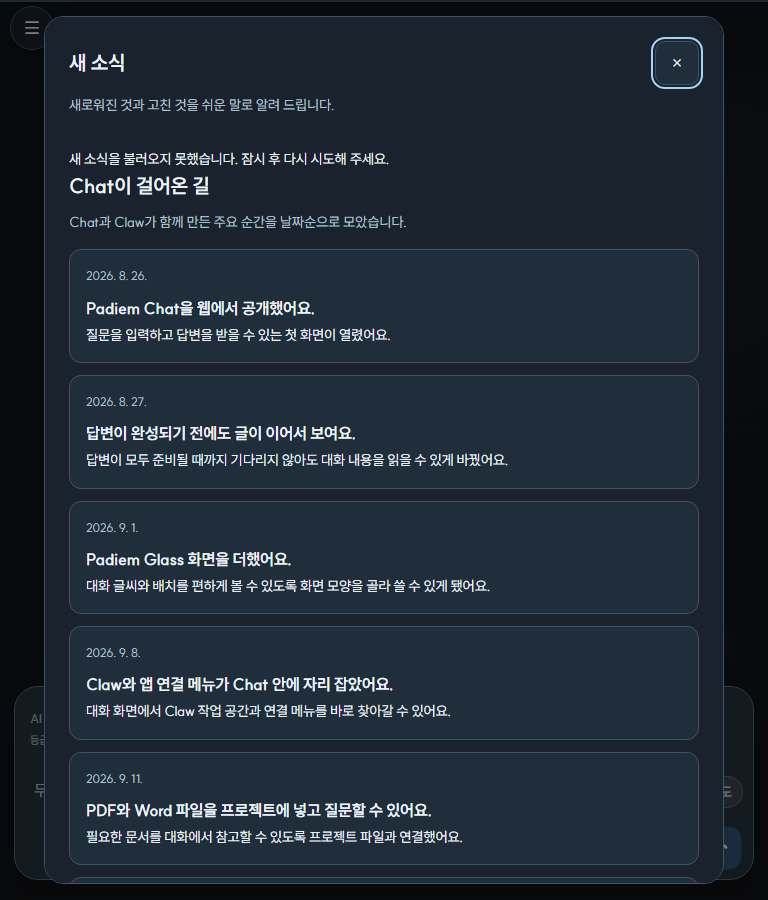 새 소식
×
새로워진 것과 고친 것을 쉬운 말로 알려 드립니다.
새 소식을 불러오지 못했습니다. 잠시 후 다시 시도해 주세요.
Chat이 걸어온 길
Chat과 Claw가 함께 만든 주요 순간을 날짜순으로 모았습니다.
2026. 8. 26.
Padiem Chat을 웹에서 공개했어요.
질문을 입력하고 답변을 받을 수 있는 첫 화면이 열렸어요.
2026. 8. 27.
답변이 완성되기 전에도 글이 이어서 보여요.
답변이 모두 준비될 때까지 기다리지 않아도 대화 내용을 읽을 수 있게 바꿨어요.
2026. 9. 1.
Padiem Glass 화면을 더했어요.
대화 글씨와 배치를 편하게 볼 수 있도록 화면 모양을 골라 쓸 수 있게 됐어요.
2026. 9. 8.
Claw와 앱 연결 메뉴가 Chat 안에 자리 잡았어요.
대화 화면에서 Claw 작업 공간과 연결 메뉴를 바로 찾아갈 수 있어요.
2026. 9. 11.
PDF와 Word 파일을 프로젝트에 넣고 질문할 수 있어요.
필요한 문서를 대화에서 참고할 수 있도록 프로젝트 파일과 연결했어요.
AI